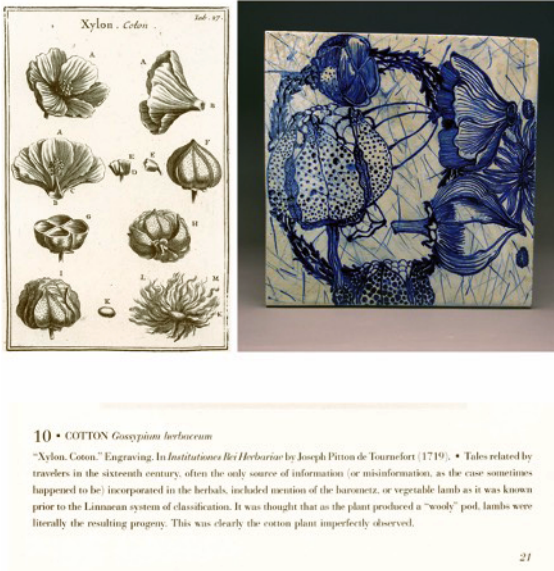 Xylon. Coton.
Tab. 27.
A
A
B
A
E
E
F
D
C
B
G
H
I
K
L
M
K
10 • COTTON Gossypium herbaceum
"Xylon. Coton." Engraving. In Institutiones Rei Herbariae by Joseph Pitton de Tournefort (1719). • Tales related by
travelers in the sixteenth century, often the only source of information (or misinformation, as the case sometimes
happened to be) incorporated in the herbals, included mention of the barometz, or vegetable lamb as it was known
prior to the Linnaean system of classification. It was thought that as the plant produced a "wooly" pod, lambs were
literally the resulting progeny. This was clearly the cotton plant imperfectly observed.
21